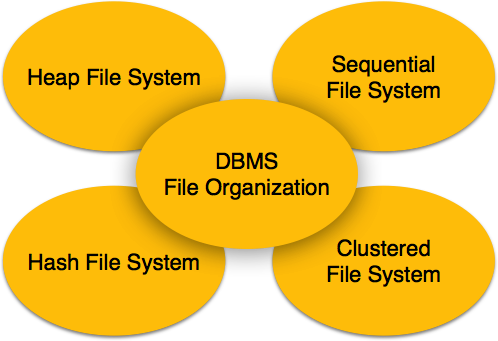 Heap File System
Sequential
File System
DBMS
File Organization
Hash File System
Clustered
File System